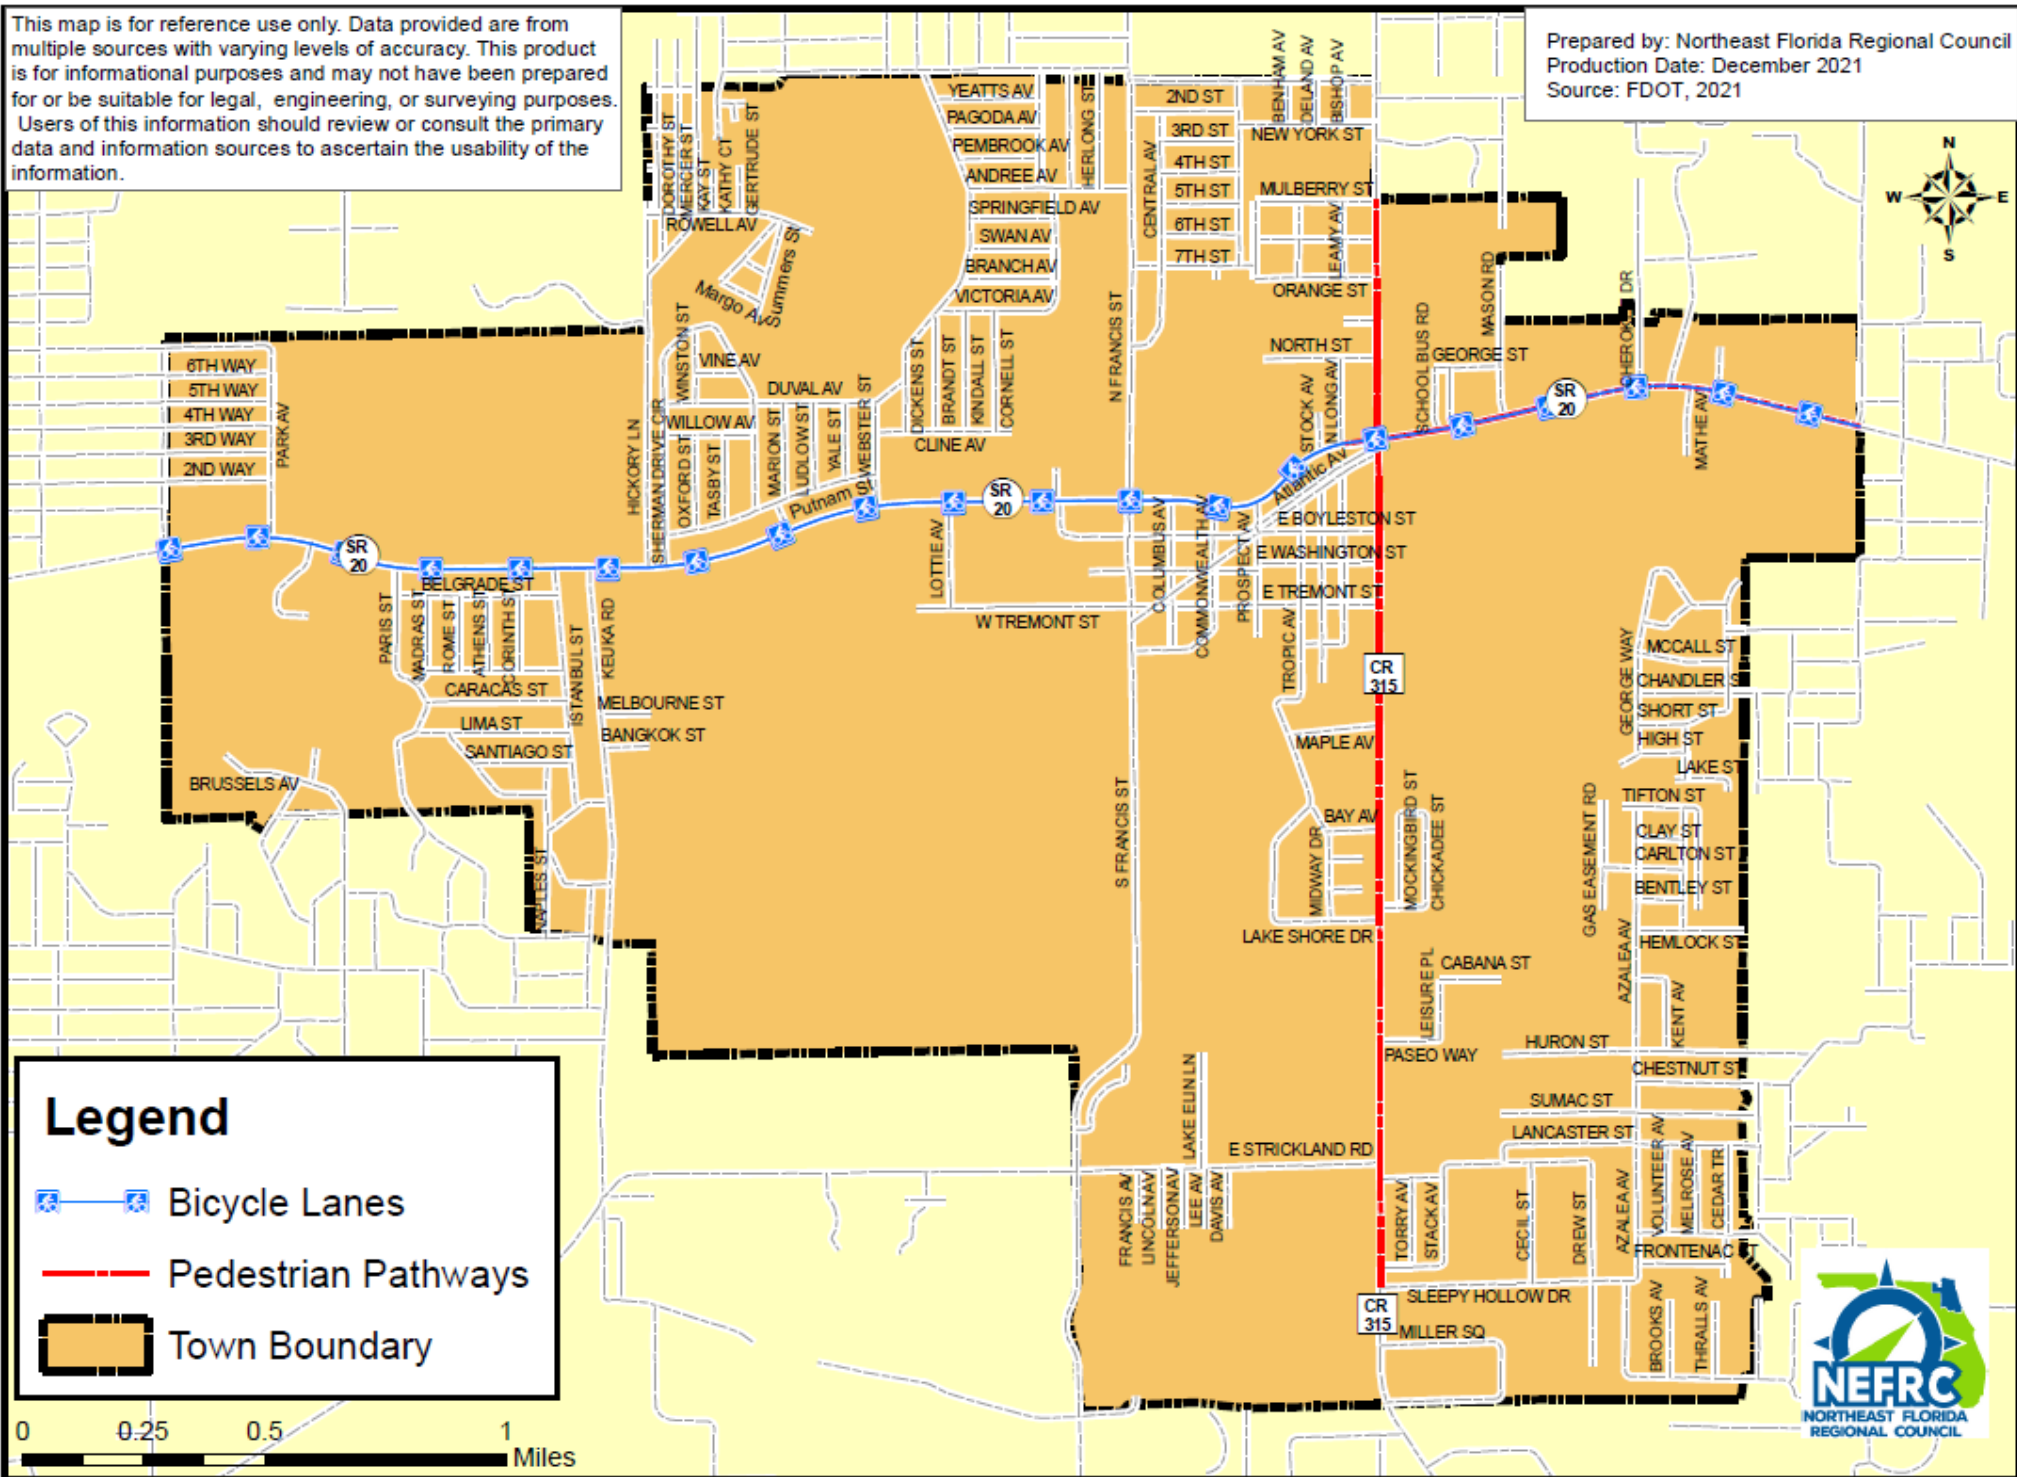 This map is for reference use only. Data provided are from
multiple sources with varying levels of accuracy. This product
is for informational purposes and may not have been prepared
for or be suitable for legal, engineering, or surveying purposes.
Users of this information should review or consult the primary
data and information sources to ascertain the usability of the
information.
Prepared by: Northeast Florida Regional Council
Production Date: December 2021
Source: FDOT, 2021
N
W
E
S
DOROTHY ST
MERCER ST
KAY ST
KATHY CT
GERTRUDE ST
ROWELL AV
Summers St
Margo Av
YEATTS AV
PAGODA AV
PEMBROOK AV
ANDREE AV
HERLONG ST
SPRINGFIELD AV
SWAN AV
BRANCH AV
VICTORIA AV
CENTRAL AV
2ND ST
3RD ST
4TH ST
5TH ST
6TH ST
7TH ST
BENHAM AV
DELAND AV
BISHOP AV
NEW YORK ST
MULBERRY ST
LEAMY AV
ORANGE ST
NORTH ST
N FRANCIS ST
STOCK AV
N LONG AV
SCHOOL BUS RD
MASON RD
GEORGE ST
CHEROKEE DR
MATHE AV
SR
20
6TH WAY
5TH WAY
4TH WAY
3RD WAY
2ND WAY
PARK AV
HICKORY LN
SHERMAN DRIVE CIR
WINSTON ST
VINE AV
DUVAL AV
WILLOW AV
OXFORD ST
TASBY ST
MARION ST
LUDLOW ST
YALE ST
WEBSTER ST
Putnam St
DICKENS ST
BRANDT ST
KINDALL ST
CORNELL ST
CLINE AV
SR
20
SR
20
Atlantic Av
E BOYLESTON ST
E WASHINGTON ST
E TREMONT ST
LOTTIE AV
W TREMONT ST
COLUMBUS AV
COMMONWEALTH AV
PROSPECT AV
TROPIC AV
BELGRADE ST
PARIS ST
MADRAS ST
ROME ST
ATHENS ST
CORINTH ST
ISTANBUL ST
KEUKA RD
CARACAS ST
LIMA ST
SANTIAGO ST
MELBOURNE ST
BANGKOK ST
BRUSSELS AV
NAPLES ST
S FRANCIS ST
CR
315
MAPLE AV
BAY AV
MIDWAY DR
MOCKINGBIRD ST
CHICKADEE ST
LAKE SHORE DR
LEISURE PL
CABANA ST
PASEO WAY
GEORGE WAY
MCCALL ST
CHANDLER S
SHORT ST
HIGH ST
LAKE ST
TIFTON ST
CLAY ST
CARLTON ST
BENTLEY ST
GAS EASEMENT RD
HEMLOCK ST
AZALEA AV
KENT AV
HURON ST
CHESTNUT ST
SUMAC ST
LANCASTER ST
VOLUNTEER AV
MELROSE AV
CEDAR TR
AZALEA AV
FRONTENAC ST
CECIL ST
DREW ST
TORRY AV
STACK AV
E STRICKLAND RD
LAKE ELIN LN
FRANCIS AV
LINCOLN AV
JEFFERSON AV
LEE AV
DAVIS AV
SLEEPY HOLLOW DR
CR
315
MILLER SQ
BROOKS AV
THRALLS AV
Legend
Bicycle Lanes
Pedestrian Pathways
Town Boundary
0 0.25 0.5 1
Miles
NEFRC
NORTHEAST FLORIDA
REGIONAL COUNCIL